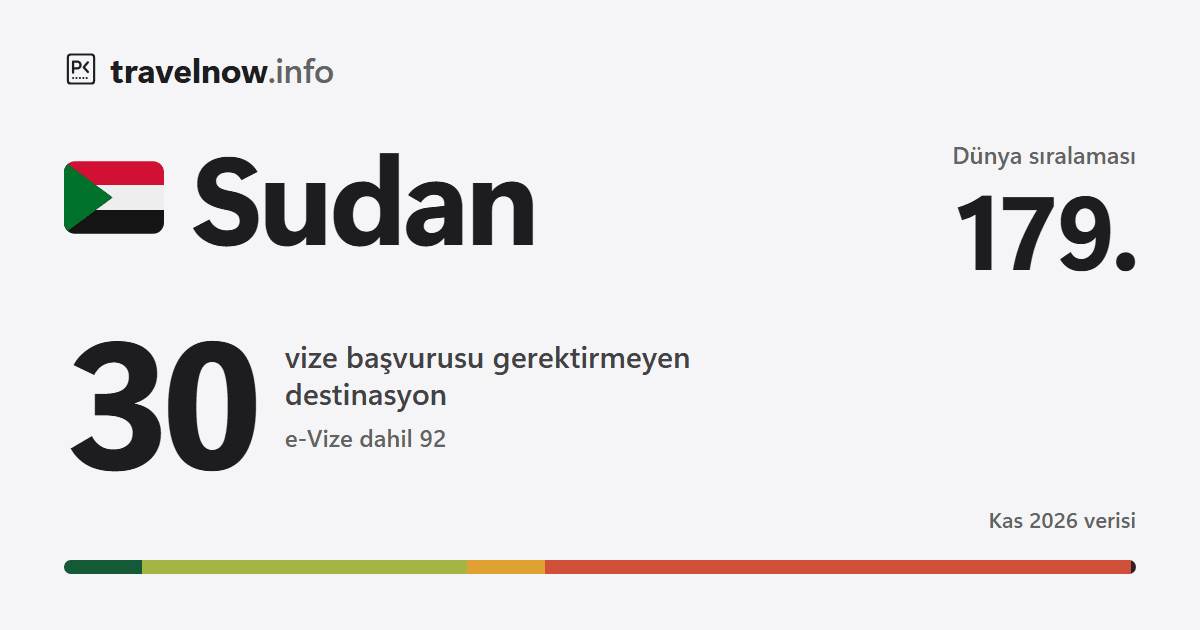 travelnow.info
Sudan
Dünya sıralaması
179.
30
vize başvurusu gerektirmeyen
destinasyon
e-Vize dahil 92
Kas 2026 verisi